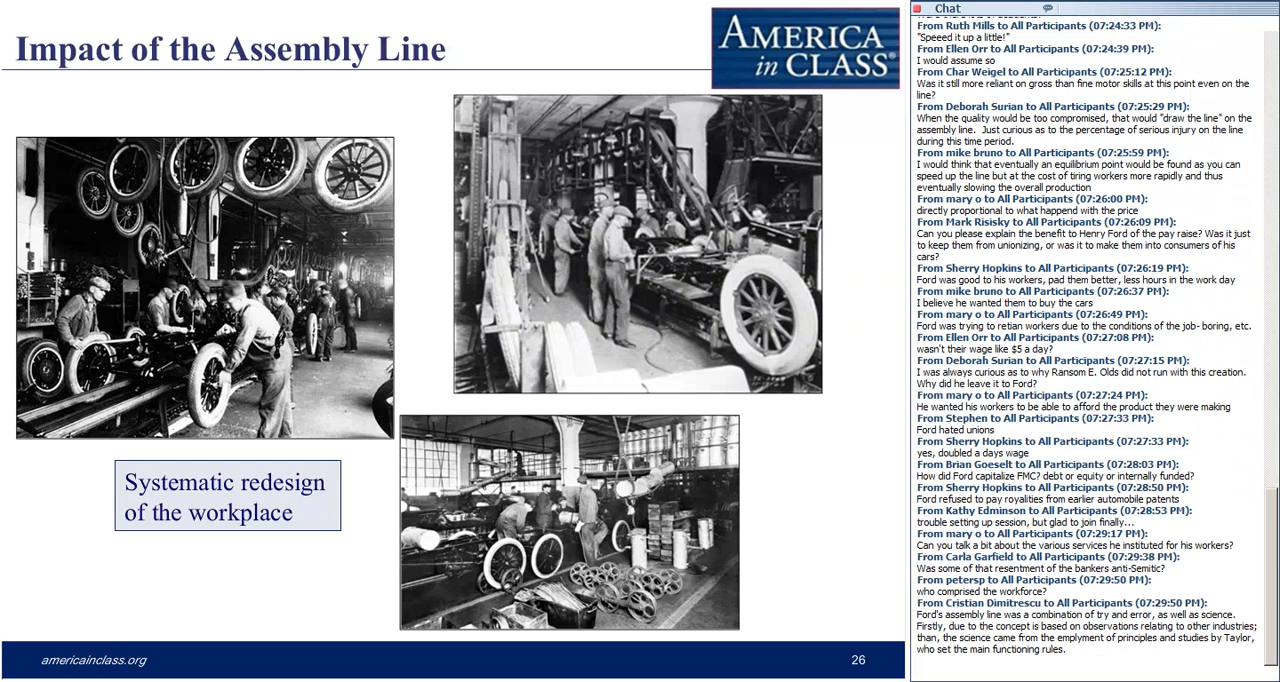 Impact of the Assembly Line
AMERICA
in CLASS®
Systematic redesign
of the workplace
americainclass.org
26
Chat
From Ruth Mills to All Participants (07:24:33 PM):
"Speeed it up a little!"
From Ellen Orr to All Participants (07:24:39 PM):
I would assume so
From Char Weigel to All Participants (07:25:12 PM):
Was it still more reliant on gross than fine motor skills at this point even on the
line?
From Deborah Surian to All Participants (07:25:29 PM):
When the quality would be too compromised, that would "draw the line" on the
assembly line.  Just curious as to the percentage of serious injury on the line
during this time period.
From mike bruno to All Participants (07:25:59 PM):
I would think that eventually an equilibrium point would be found as you can
speed up the line but at the cost of tiring workers more rapidly and thus
eventually slowing the overall production
From mary o to All Participants (07:26:00 PM):
directly proportional to what happend with the price
From Mark Risisky to All Participants (07:26:09 PM):
Can you please explain the benefit to Henry Ford of the pay raise? Was it just
to keep them from unionizing, or was it to make them into consumers of his
cars?
From Sherry Hopkins to All Participants (07:26:19 PM):
Ford was good to his workers, pad them better, less hours in the work day
From mike bruno to All Participants (07:26:37 PM):
I believe he wanted them to buy the cars
From mary o to All Participants (07:26:49 PM):
Ford was trying to retian workers due to the conditions of the job- boring, etc.
From Ellen Orr to All Participants (07:27:08 PM):
wasn't their wage like $5 a day?
From Deborah Surian to All Participants (07:27:15 PM):
I was always curious as to why Ransom E. Olds did not run with this creation.
Why did he leave it to Ford?
From mary o to All Participants (07:27:24 PM):
He wanted his workers to be able to afford the product they were making
From Stephen to All Participants (07:27:33 PM):
Ford hated unions
From Sherry Hopkins to All Participants (07:27:33 PM):
yes, doubled a days wage
From Brian Goeselt to All Participants (07:28:03 PM):
How did Ford capitalize FMC? debt or equity or internally funded?
From Sherry Hopkins to All Participants (07:28:50 PM):
Ford refused to pay royalities from earlier automobile patents
From Kathy Edminson to All Participants (07:28:53 PM):
trouble setting up session, but glad to join finally...
From mary o to All Participants (07:29:17 PM):
Can you talk a bit about the various services he instituted for his workers?
From Carla Garfield to All Participants (07:29:38 PM):
Was some of that resentment of the bankers anti-Semitic?
From petersp to All Participants (07:29:50 PM):
who comprised the workforce?
From Cristian Dimitrescu to All Participants (07:29:50 PM):
Ford's assembly line was a combination of try and error, as well as science.
Firstly, due to the concept is based on observations relating to other industries;
than, the science came from the emplyment of principles and studies by Taylor,
who set the main functioning rules.